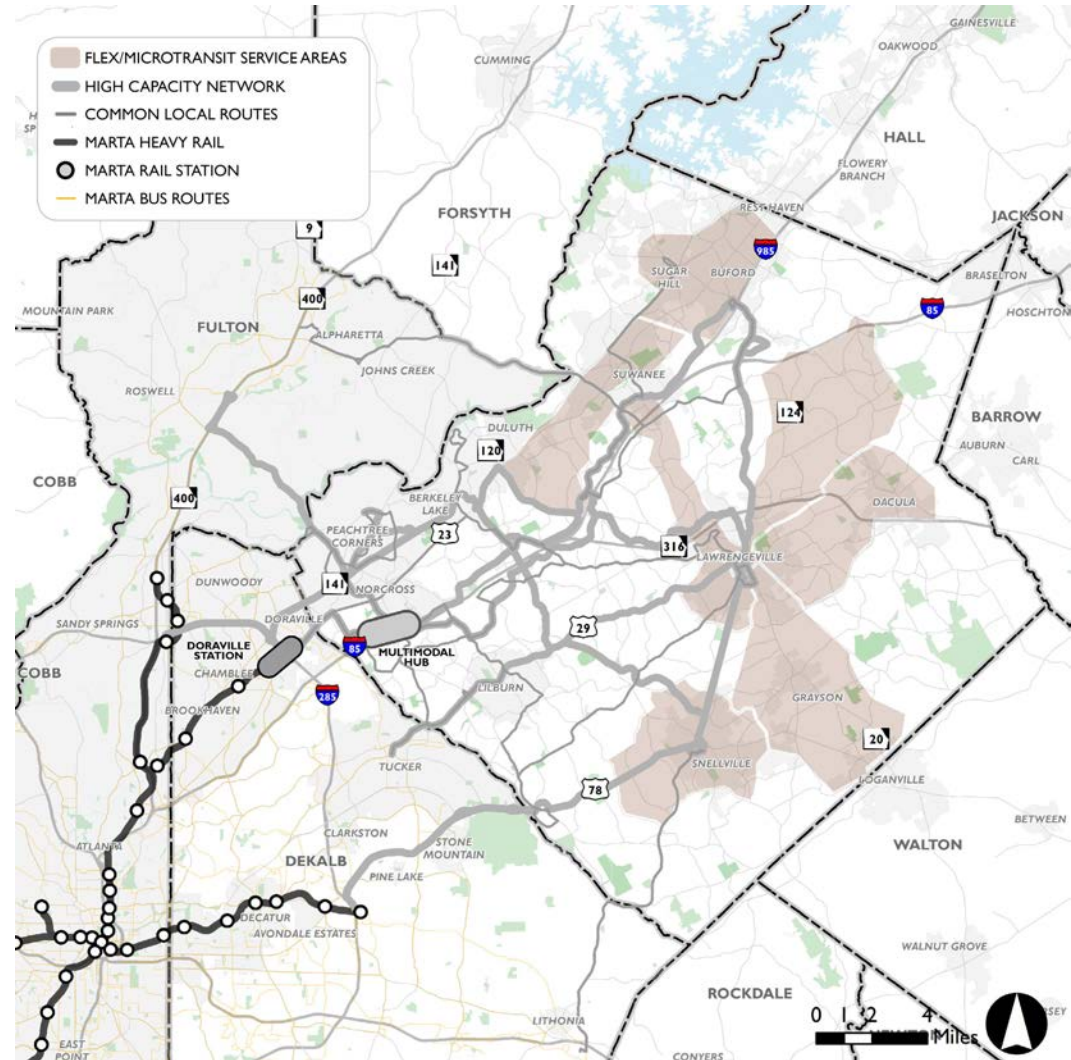 FLEX/MICROTRANSIT SERVICE AREAS
HIGH CAPACITY NETWORK
COMMON LOCAL ROUTES
MARTA HEAVY RAIL
MARTA RAIL STATION
MARTA BUS ROUTES
GAINESVILLE
OAKWOOD
CUMMING
HALL
FLOWERY
BRANCH
REST HAVEN
FORSYTH
JACKSON
9
141
985
SUGAR
HILL
BUFORD
BRASELTON
400
85
HOSCHTON
MOUNTAIN PARK
FULTON
ALPHARETTA
JOHNS CREEK
SUWANEE
ROSWELL
124
BARROW
DULUTH
120
AUBURN
CARL
COBB
400
BERKELEY
LAKE
DACULA
PEACHTREE
CORNERS
23
316
LAWRENCEVILLE
DUNWOODY
141
NORCROSS
SANDY SPRINGS
DORAVILLE
29
DORAVILLE
STATION
85
MULTIMODAL
HUB
COBB
CHAMBLEE
285
LILBURN
GRAYSON
BROOKHAVEN
20
SNELLVILLE
TUCKER
LOGANVILLE
78
BETWEEN
CLARKSTON
STONE
MOUNTAIN
WALTON
ATLANTA
DEKALB
PINE LAKE
DECATUR
AVONDALE ESTATES
WALNUT GROVE
ROCKDALE
0 1 2 4
Miles
LITHONIA
EAST
POINT
CONYERS